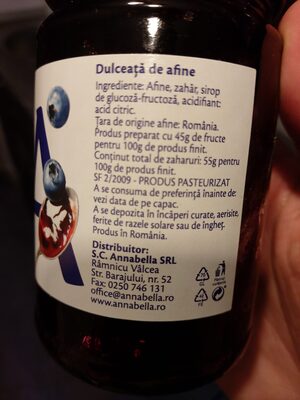 Dulceață de afine
Ingrediente: Afine, zahăr, sirop
de glucoză-fructoză, acidifiant:
acid citric.
Țara de origine afine: România.
Produs preparat cu 45g de fructe
pentru 100g de produs finit.
Conținut total de zaharuri: 55g pentru
100g de produs finit.
SF 2/2009 - PRODUS PASTEURIZAT
A se consuma de preferință înainte de:
vezi data de pe capac.
A se depozita în încăperi curate, aerisite,
ferite de razele solare sau de îngheț.
Produs în România.
Distribuitor:
S.C. Annabella SRL
Râmnicu Vâlcea
Str. Barajului, nr. 52
Fax: 0250 746 131
office@annabella.ro
www.annabella.ro